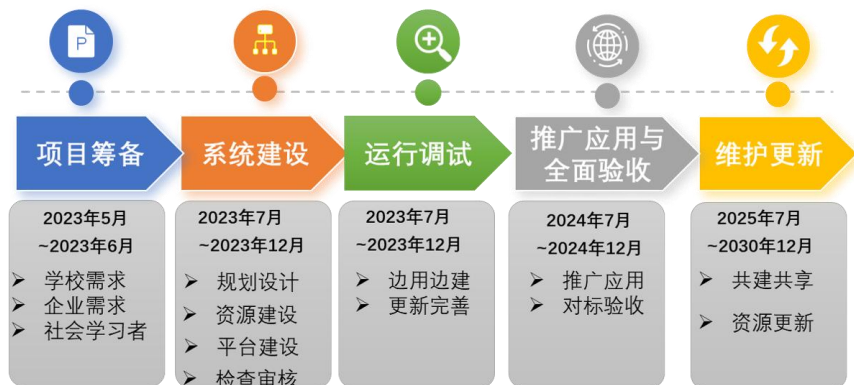 P
项目筹备
系统建设
运行调试
推广应用与
全面验收
维护更新
2023年5月
~2023年6月
➢ 学校需求
➢ 企业需求
➢ 社会学习者
2023年7月
~2023年12月
➢ 规划设计
➢ 资源建设
➢ 平台建设
➢ 检查审核
2023年7月
~2023年12月
➢ 边用边建
➢ 更新完善
2024年7月
~2024年12月
➢ 推广应用
➢ 对标验收
2025年7月
~2030年12月
➢ 共建共享
➢ 资源更新